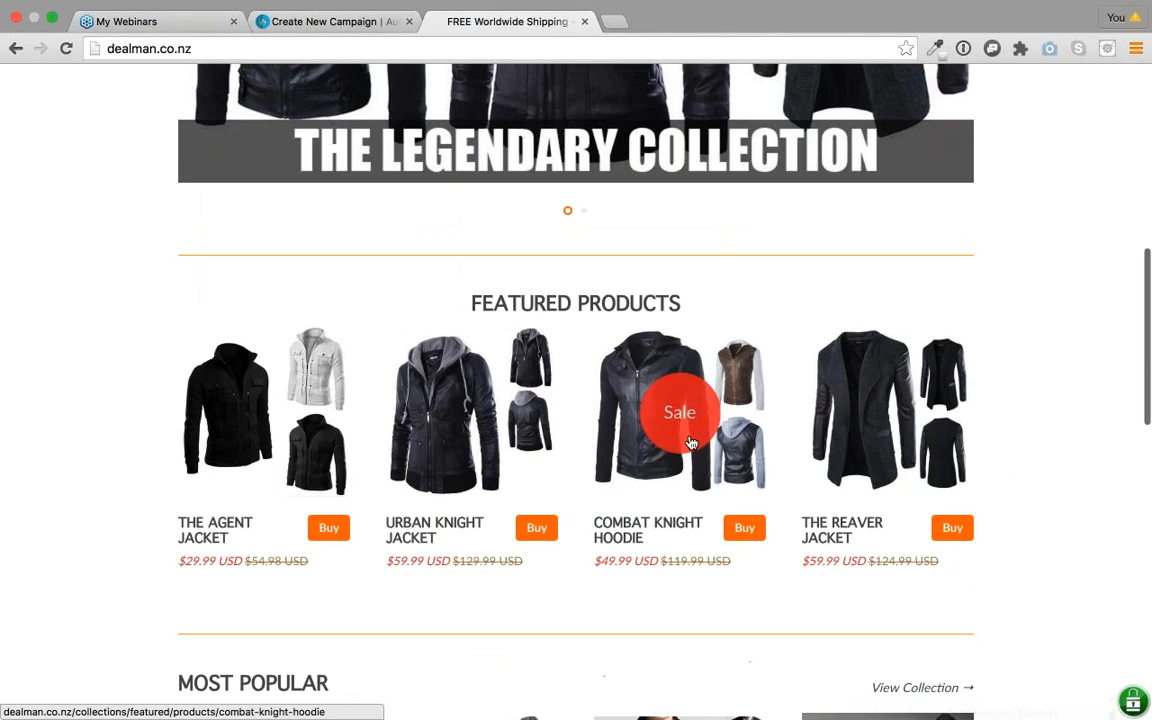 My Webinars
Create New Campaign | Au
FREE Worldwide Shipping
You
dealman.co.nz
THE LEGENDARY COLLECTION
FEATURED PRODUCTS
Sale
THE AGENT JACKET
Buy
$29.99 USD $54.98 USD
URBAN KNIGHT JACKET
Buy
$59.99 USD $129.99 USD
COMBAT KNIGHT HOODIE
Buy
$49.99 USD $119.99 USD
THE REAVER JACKET
Buy
$59.99 USD $124.99 USD
MOST POPULAR
View Collection →
dealman.co.nz/collections/featured/products/combat-knight-hoodie